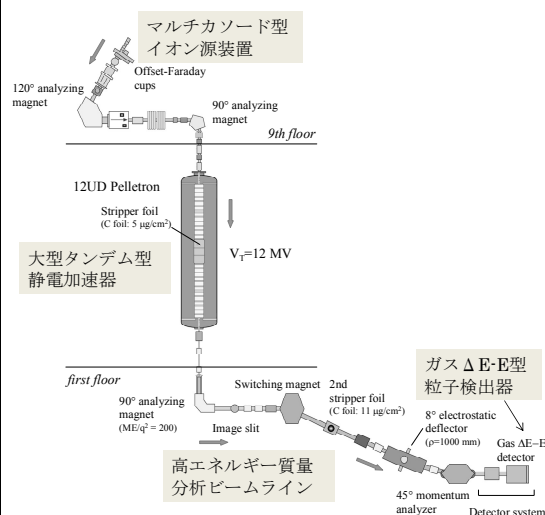 マルチカソード型
イオン源装置
Offset-Faraday
cups
120° analyzing
magnet
90° analyzing
magnet
9th floor
12UD Pelletron
Stripper foil
(C foil: 5 μg/cm²)
大型タンデム型
静電加速器
V_T=12 MV
ガスΔE-E型
粒子検出器
first floor
Switching magnet
2nd
stripper foil
(C foil: 11 μg/cm²)
90° analyzing
magnet
(ME/q² = 200)
Image slit
8° electrostatic
deflector
(ρ=1000 mm)
Gas ΔE–E
detector
高エネルギー質量
分析ビームライン
45° momentum
analyzer
Detector system